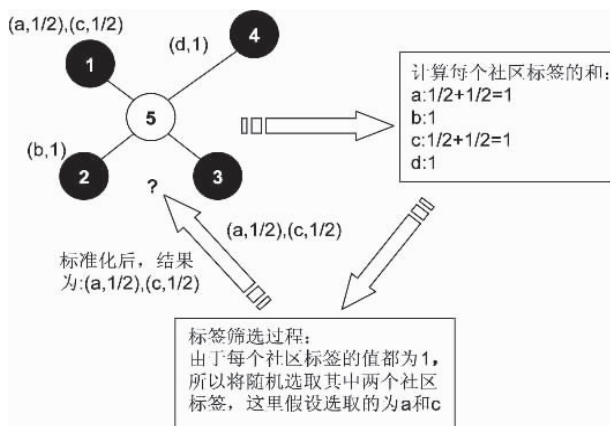 (a,1/2),(c,1/2)
(d,1)
4
1
5
(b,1)
2
3
?
计算每个社区标签的和:
a:1/2+1/2=1
b:1
c:1/2+1/2=1
d:1
(a,1/2),(c,1/2)
标准化后，结果
为:(a,1/2),(c,1/2)
标签筛选过程:
由于每个社区标签的值都为1,
所以将随机选取其中两个社区
标签，这里假设选取的为a和c